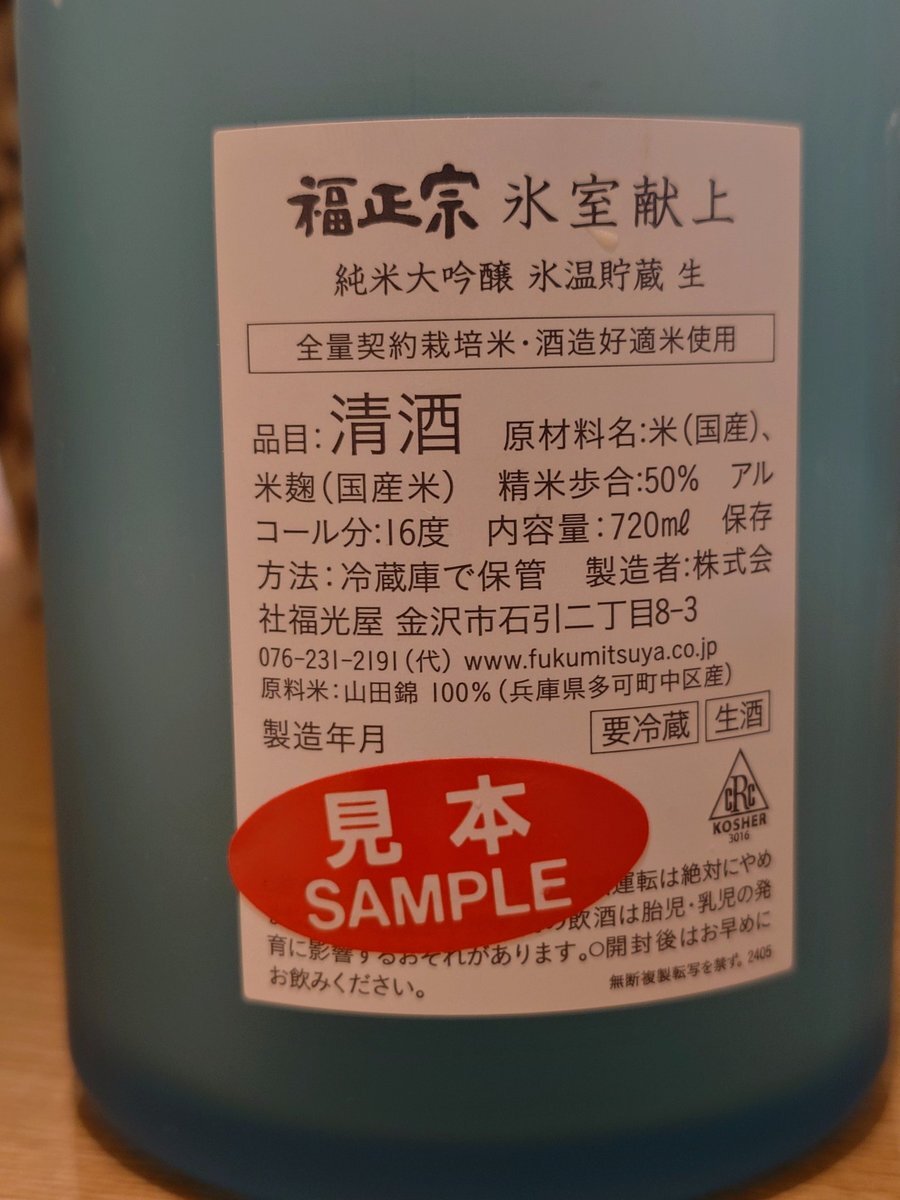 福正宗 氷室献上
純米大吟醸 氷温貯蔵 生
全量契約栽培米・酒造好適米使用
品目:清酒 原材料名:米(国産)、
米麹(国産米) 精米歩合:50% アル
コール分:16度 内容量:720mℓ 保存
方法:冷蔵庫で保管 製造者:株式会
社福光屋 金沢市石引二丁目8-3
076-231-2191(代) www.fukumitsuya.co.jp
原料米:山田錦 100%(兵庫県多可町中区産)
製造年月 要冷蔵 生酒
見本
SAMPLE
CRC
KOSHER
3016
運転は絶対にやめ
の飲酒は胎児・乳児の発
育に影響するおそれがあります。○開封後はお早めに
お飲みください。 無断複製転写を禁ず。2405